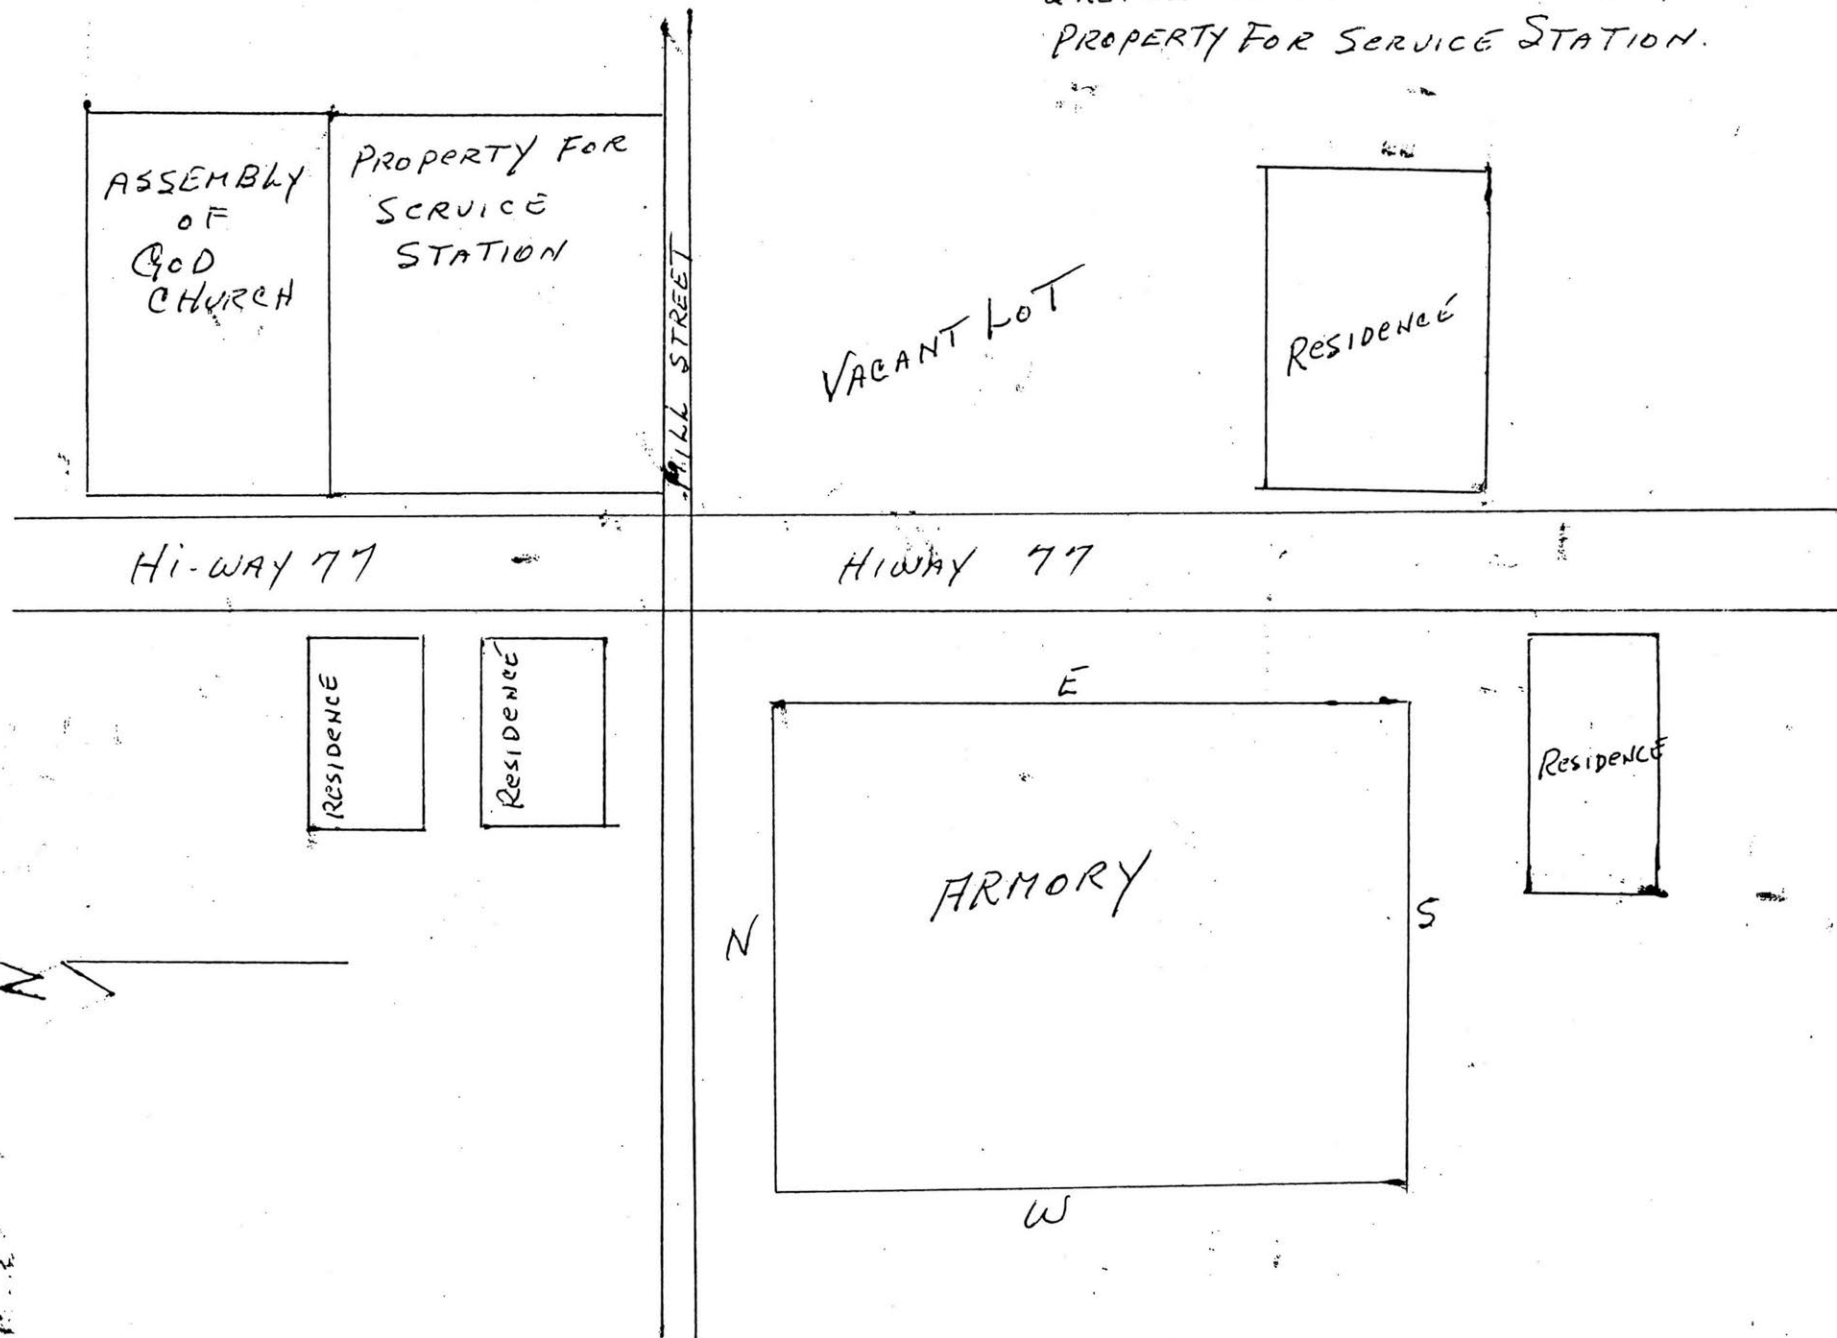 PROPERTY FOR SERVICE STATION.
ASSEMBLY
OF
GOD
CHURCH
PROPERTY FOR
SERVICE
STATION
MILL STREET
VACANT LOT
RESIDENCE
Hi-WAY 77
HIWAY 77
RESIDENCE
RESIDENCE
E
RESIDENCE
ARMORY
N
S
N
W